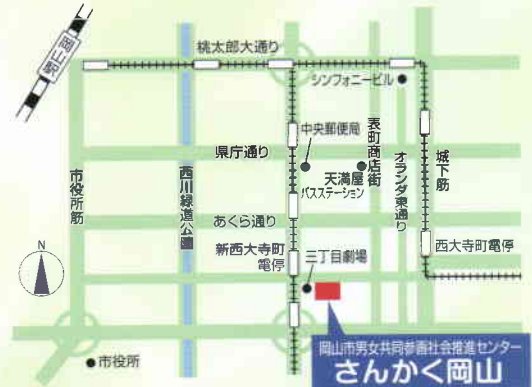 岡山駅
桃太郎大通り
シンフォニービル
中央郵便局
県庁通り
表町商店街
天満屋
バスステーション
オランダ東通り
城下筋
市役所筋
西川緑道公園
あくら通り
新西大寺町
電停
西大寺町電停
三丁目劇場
N
市役所
岡山市男女共同参画社会推進センター
さんかく岡山